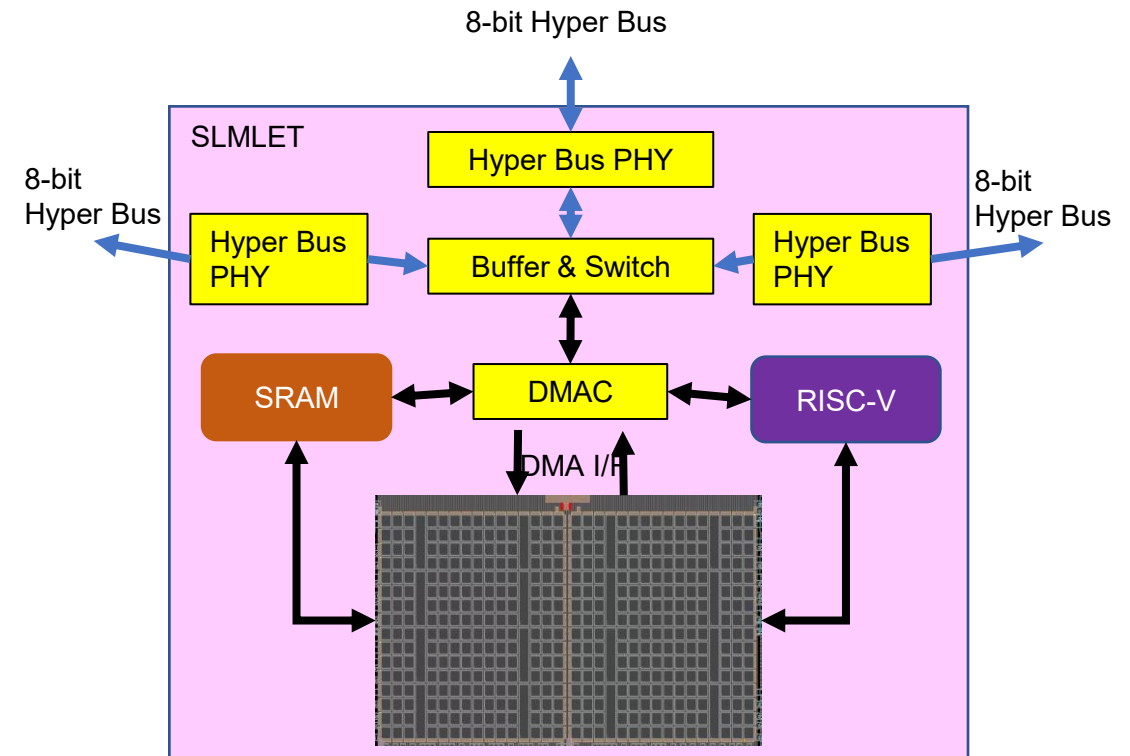 8-bit Hyper Bus
SLMLET
Hyper Bus PHY
8-bit
Hyper Bus
8-bit
Hyper Bus
Hyper Bus
PHY
Buffer & Switch
Hyper Bus
PHY
SRAM
DMAC
RISC-V
DMA I/F